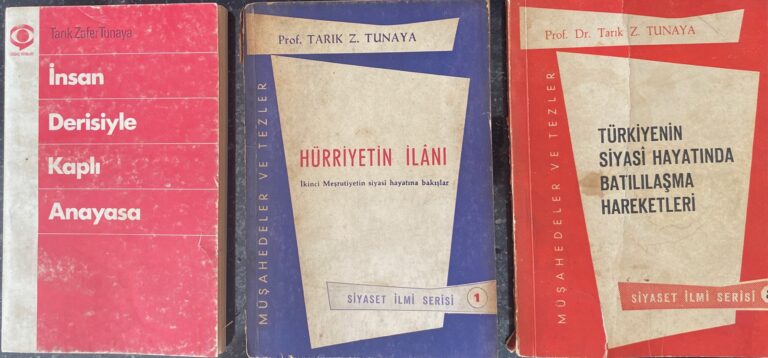 Tarık Zafer Tunaya
İnsan
Derisiyle
Kaplı
Anayasa
Prof. TARIK Z. TUNAYA
MÜŞAHEDELER VE TEZLER
HÜRRİYETİN İLÂNI
İkinci Meşrutiyetin siyasî hayatına bakışlar
SİYASET İLMİ SERİSİ 1
Prof. Dr. Tarık Z. TUNAYA
MÜŞAHEDELER VE TEZLER
TÜRKİYENİN
SİYASİ HAYATINDA
BATILILAŞMA
HAREKETLERİ
SİYASET İLMİ SERİSİ